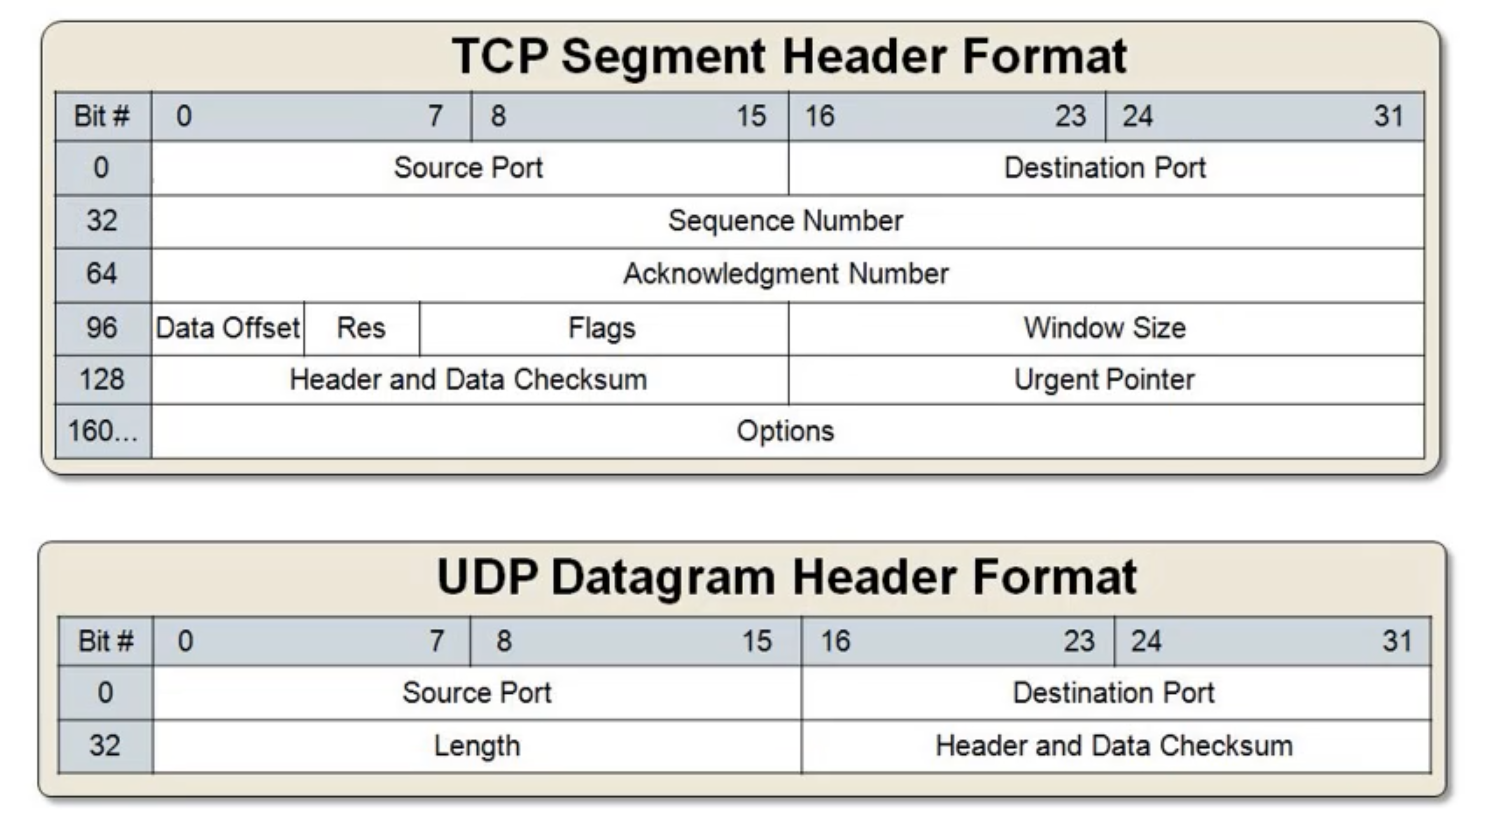 TCP Segment Header Format
Bit # 0 7 8 15 16 23 24 31
0 Source Port Destination Port
32 Sequence Number
64 Acknowledgment Number
96 Data Offset Res Flags Window Size
128 Header and Data Checksum Urgent Pointer
160... Options
UDP Datagram Header Format
Bit # 0 7 8 15 16 23 24 31
0 Source Port Destination Port
32 Length Header and Data Checksum